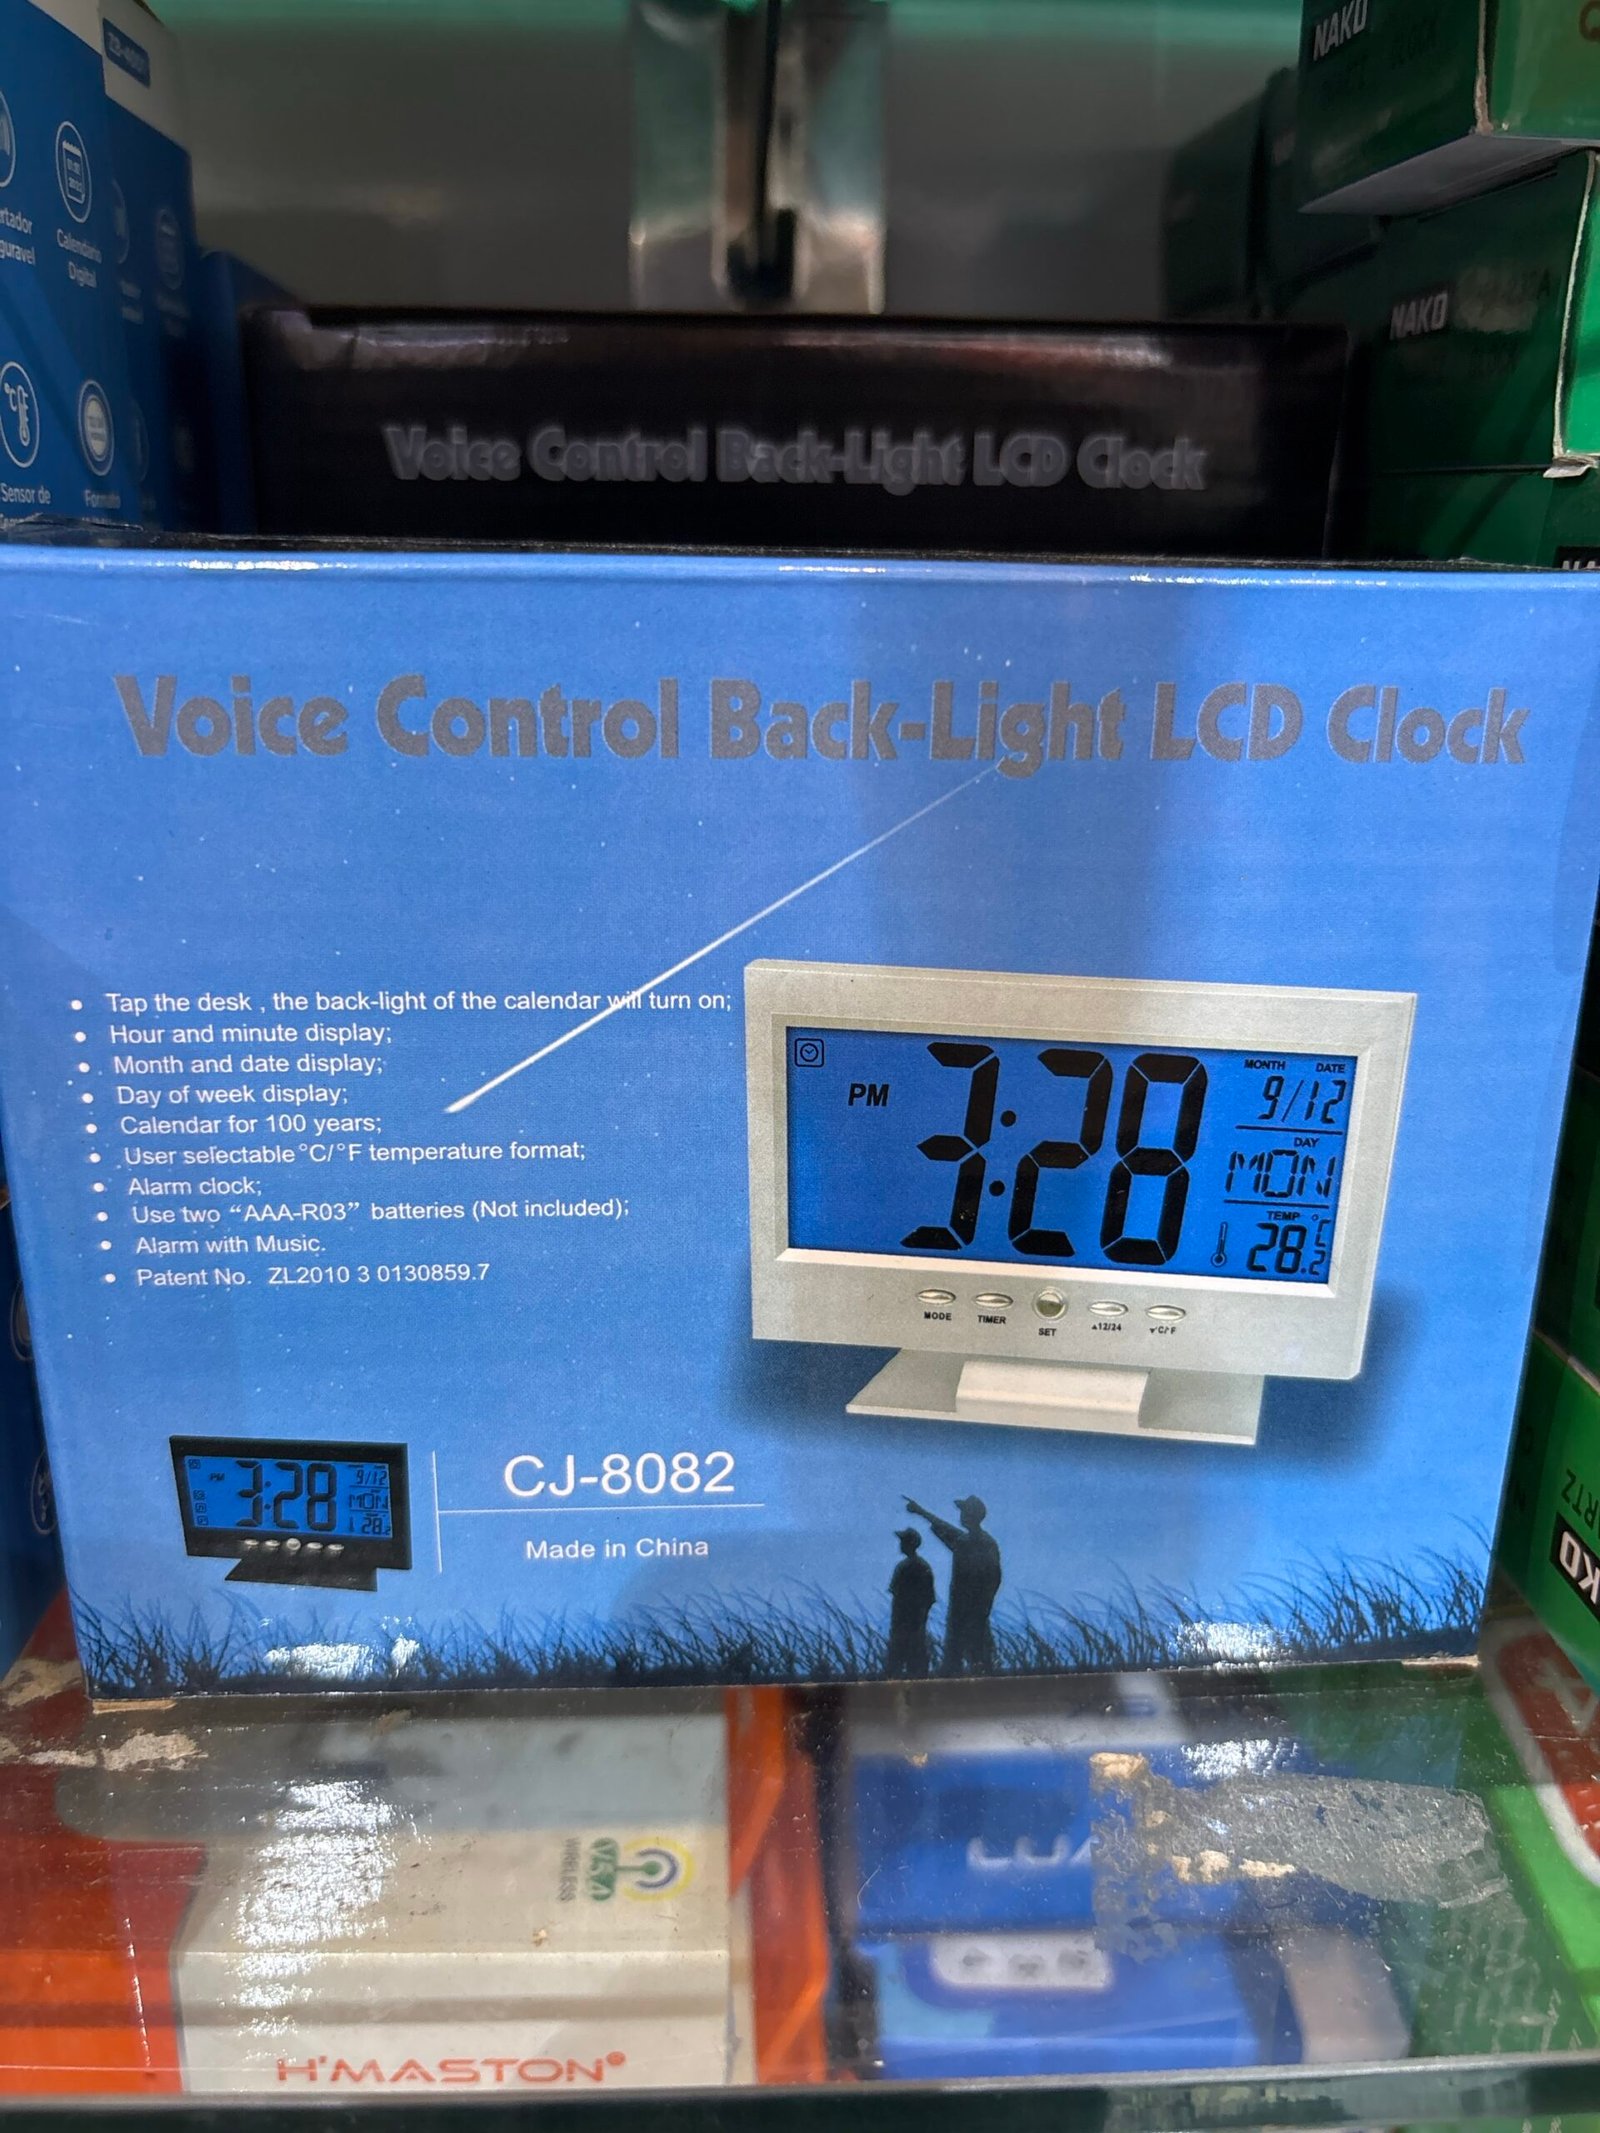 NAKO
Calendario
Digital
NAKO
Sensor de
Voice Control Back-Light LCD Clock
Voice Control Back-Light LCD Clock
• Tap the desk , the back-light of the calendar will turn on;
• Hour and minute display;
• Month and date display;
• Day of week display;
• Calendar for 100 years;
• User selectable °C/°F temperature format;
• Alarm clock;
• Use two “AAA-R03” batteries (Not included);
• Alarm with Music.
• Patent No. ZL2010 3 0130859.7
MONTH DATE
PM 3:28 9/12
DAY
MON
TEMP
28.2 °C
MODE TIMER SET ▲12/24 ▼°C/°F
PM 3:28 9/12
MON
28.2
CJ-8082
Made in China
WIRELESS
H'MASTON